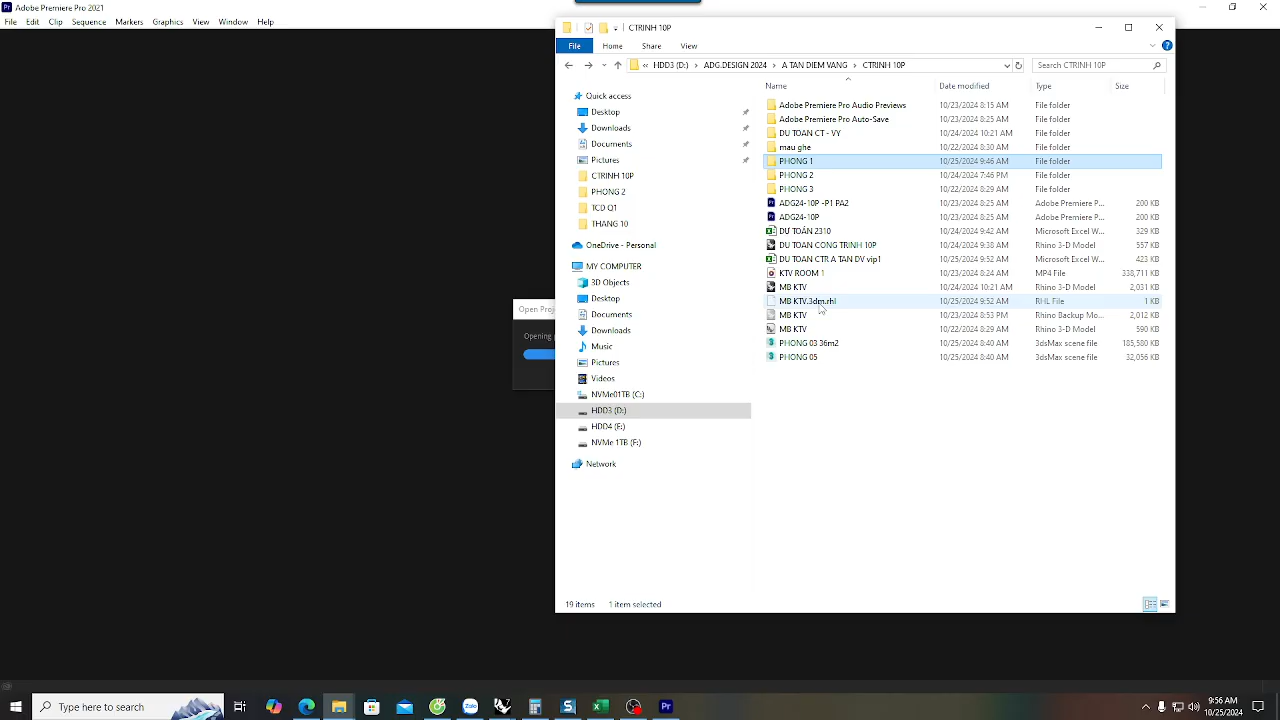 Adobe Premiere Pro 2021
File Edit Clip Sequence Markers Graphics View Window Help
CTRINH 10P
File Home Share View
« HDD3 (D:) › ADG.DESIGN 2024 › A TAN DIEM VANG › CTRINH 10P
Search CTRINH 10P
Name Date modified Type Size
Quick access
Desktop
Downloads
Documents
Pictures
CTRINH 10P
PHONG 2
TCD Q1
THANG 10
OneDrive - Personal
MY COMPUTER
3D Objects
Desktop
Documents
Downloads
Music
Pictures
Videos
NVMe01TB (C:)
HDD3 (D:)
HDD4 (E:)
NVMe 1TB (F:)
Network
Adobe Premiere Pro Audio Previews 10/23/2024 8:15 AM File folder
Adobe Premiere Pro Auto-Save 10/23/2024 8:25 AM File folder
DU TOAN CT - VY 10/24/2024 10:21 AM File folder
mau ghe 10/22/2024 8:30 AM File folder
PHONG 1 10/25/2024 9:46 AM File folder
PHONG 2 10/24/2024 7:46 PM File folder
PHONG 3 10/22/2024 8:29 AM File folder
ADG24-10P -P1 PA2 10/23/2024 8:25 AM Adobe Premiere P... 200 KB
ADG24-10P 10/23/2024 8:25 AM Adobe Premiere P... 200 KB
DỰ TOÁN 2310 10/24/2024 9:42 AM Microsoft Excel W... 329 KB
DU TOAN CONG TRINH 10P 10/24/2024 9:38 AM Rhino 3-D Model 557 KB
DU TOAN CTR A TAN DV vip1 10/25/2024 9:52 AM Microsoft Excel W... 423 KB
KTV ROOM 1 10/23/2024 8:24 AM MP4 File 338,711 KB
MB KTV 10/24/2024 10:21 AM Rhino 3-D Model 2,031 KB
MB KTV.3dm.rhl 10/25/2024 9:52 AM RHL File 1 KB
MB KTV 10/23/2024 8:53 PM Rhino Backup Mo... 2,012 KB
MB KTV 10/22/2024 8:29 AM Rhino 3-D Model 590 KB
PHONG 03 36m2 10/25/2024 8:40 AM 3dsMax scene file 185,580 KB
PHONG 05 10/25/2024 8:40 AM 3dsMax scene file 32,056 KB
Open Proj
Opening
19 items 1 item selected
Type here to search
9:56 AM
10/25/2024